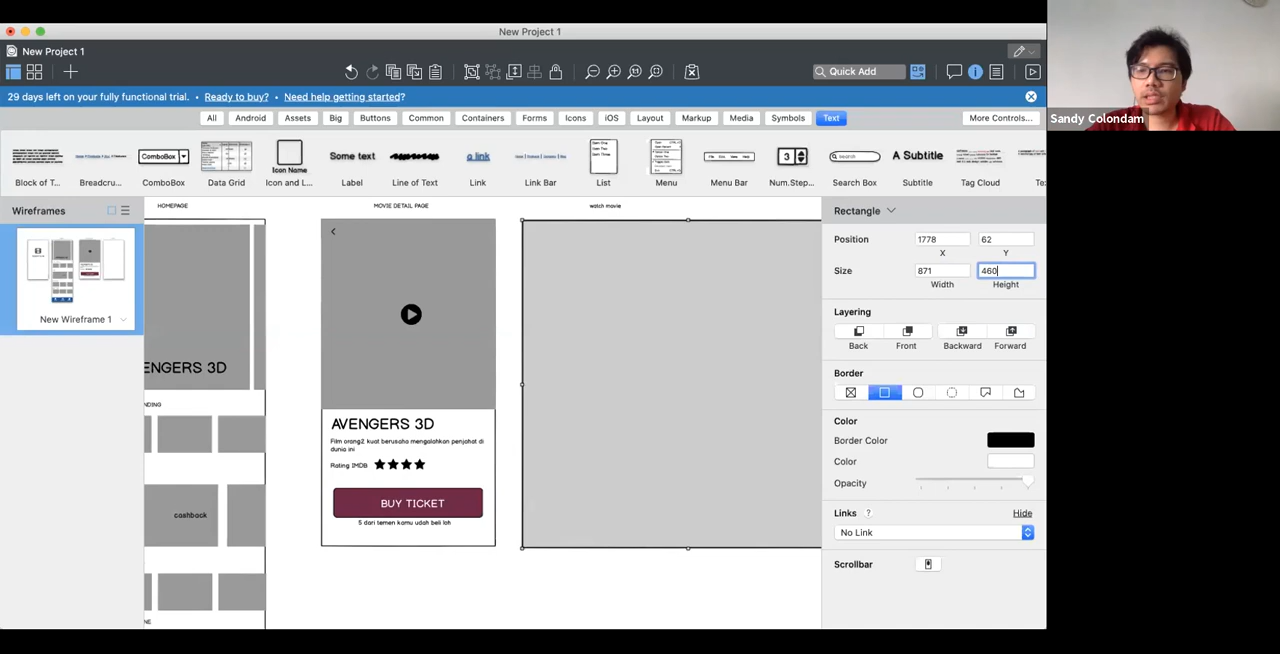 New Project 1
New Project 1
Quick Add
29 days left on your fully functional trial. Ready to buy? Need help getting started?
All Android Assets Big Buttons Common Containers Forms Icons iOS Layout Markup Media Symbols Text More Controls...
ComboBox Icon Name Some text a link 3 search A Subtitle
Block of T... Breadcru... ComboBox Data Grid Icon and L... Label Line of Text Link Link Bar List Menu Menu Bar Num.Step... Search Box Subtitle Tag Cloud
Sandy Colondam
Wireframes
New Wireframe 1
HOMEPAGE MOVIE DETAIL PAGE watch movie
ENGERS 3D
NDING
cashback
AVENGERS 3D
Film orang2 kuat berusaha mengalahkan penjahat di
dunia ini
Rating IMDB
BUY TICKET
5 dari temen kamu udah beli loh
Rectangle
Position 1778 62
X Y
Size 871 460
Width Height
Layering
Back Front Backward Forward
Border
Color
Border Color
Color
Opacity
Links ? Hide
No Link
Scrollbar